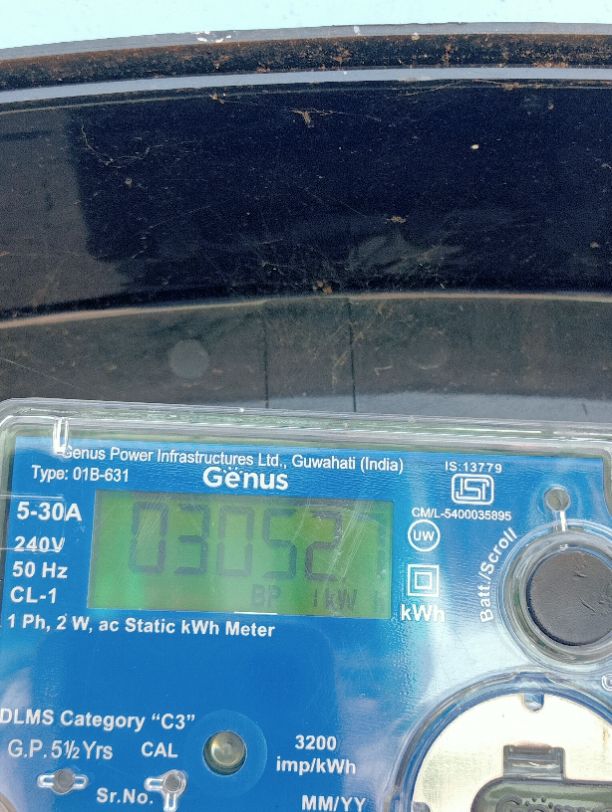 Genus Power Infrastructures Ltd., Guwahati (India)
Type: 01B-631
Genus
IS:13779
ISI
CM/L-5400035895
5-30A
240V
50 Hz
CL-1
UW
kWh
Batt./Scroll
1 Ph, 2 W, ac Static kWh Meter
DLMS Category "C3"
G.P. 5½ Yrs
CAL
3200
imp/kWh
Sr.No.
MM/YY